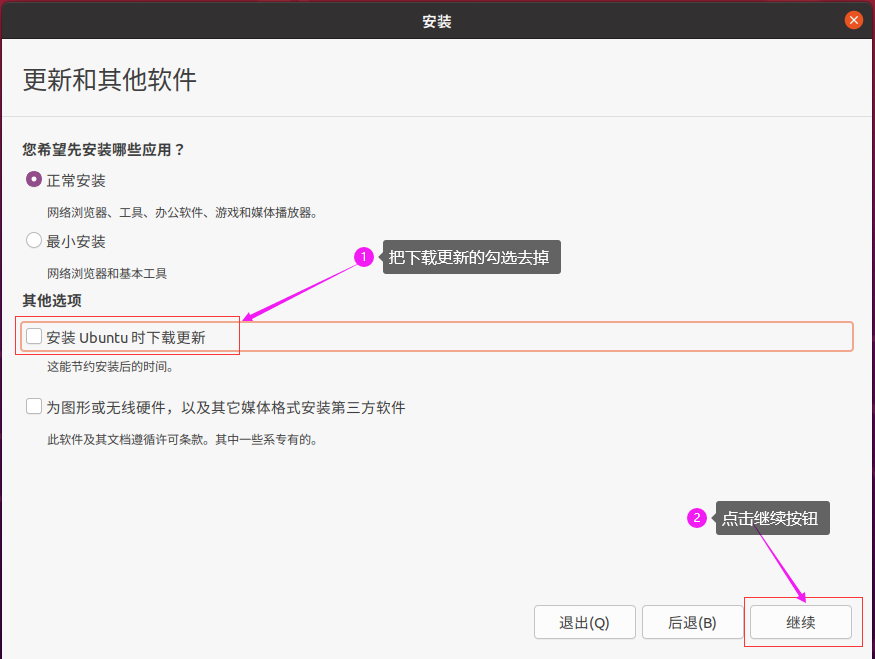 安装
更新和其他软件
您希望先安装哪些应用？
正常安装
网络浏览器、工具、办公软件、游戏和媒体播放器。
最小安装
1 把下载更新的勾选去掉
网络浏览器和基本工具
其他选项
安装 Ubuntu 时下载更新
这能节约安装后的时间。
为图形或无线硬件，以及其它媒体格式安装第三方软件
此软件及其文档遵循许可条款。其中一些系专有的。
2 点击继续按钮
退出(Q) 后退(B) 继续